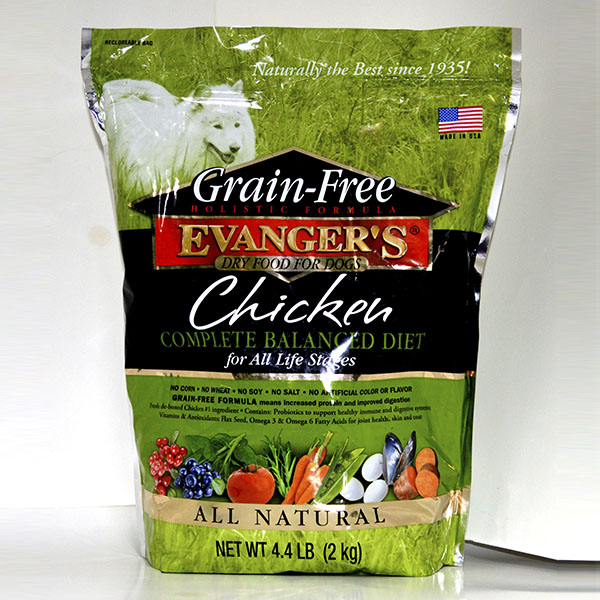 RECLOSEABLE BAG
Naturally the Best since 1935!
MADE IN USA
Grain-Free
HOLISTIC FORMULA
EVANGER'S®
DRY FOOD FOR DOGS
Chicken
COMPLETE BALANCED DIET
for All Life Stages
NO CORN • NO WHEAT • NO SOY • NO SALT • NO ARTIFICIAL COLOR OR FLAVOR
GRAIN-FREE FORMULA means increased protein and improved digestion
Fresh de-boned Chicken #1 ingredient • Contains: Probiotics to support healthy immune and digestive systems
Vitamins & Antioxidants: Flax Seed, Omega 3 & Omega 6 Fatty Acids for joint health, skin and coat
ALL NATURAL
NET WT 4.4 LB (2 kg)